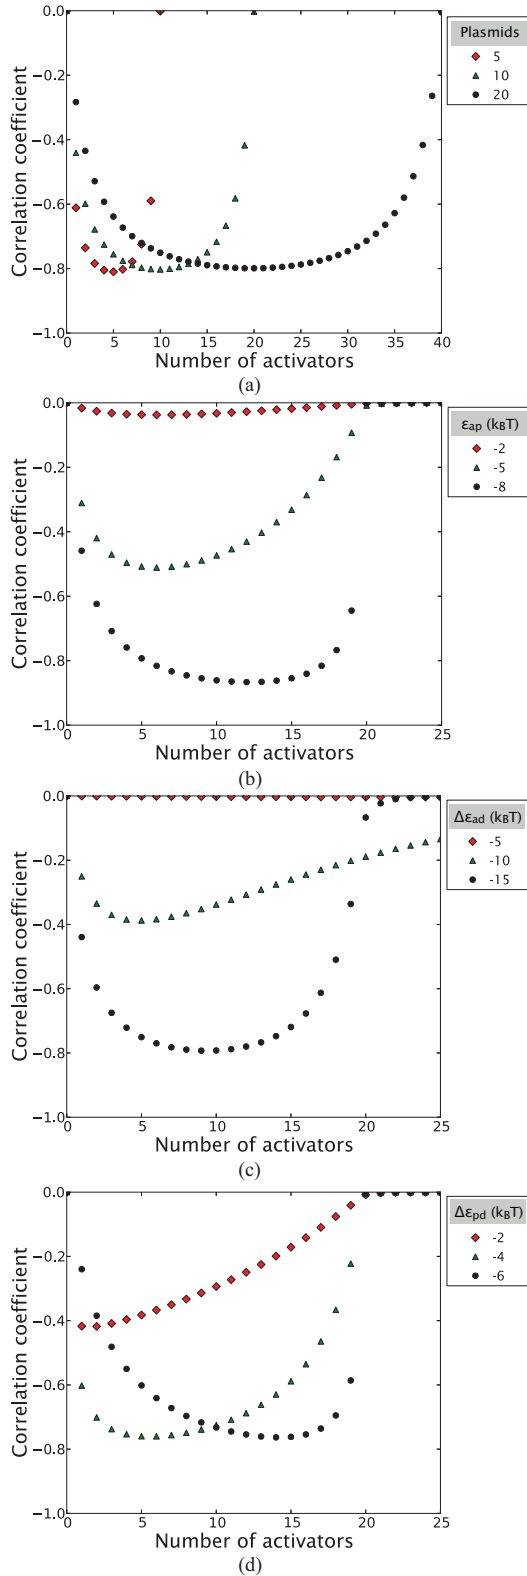 0.0
−0.2
−0.4
−0.6
−0.8
−1.0
0 5 10 15 20 25 30 35 40
Correlation coefficient
Number of activators
Plasmids
5
10
20
(a)
0.0
−0.2
−0.4
−0.6
−0.8
−1.0
0 5 10 15 20 25
Correlation coefficient
Number of activators
εap (kBT)
-2
-5
-8
(b)
0.0
−0.2
−0.4
−0.6
−0.8
−1.0
0 5 10 15 20 25
Correlation coefficient
Number of activators
Δεad (kBT)
-5
-10
-15
(c)
0.0
−0.2
−0.4
−0.6
−0.8
−1.0
0 5 10 15 20 25
Correlation coefficient
Number of activators
Δεpd (kBT)
-2
-4
-6
(d)